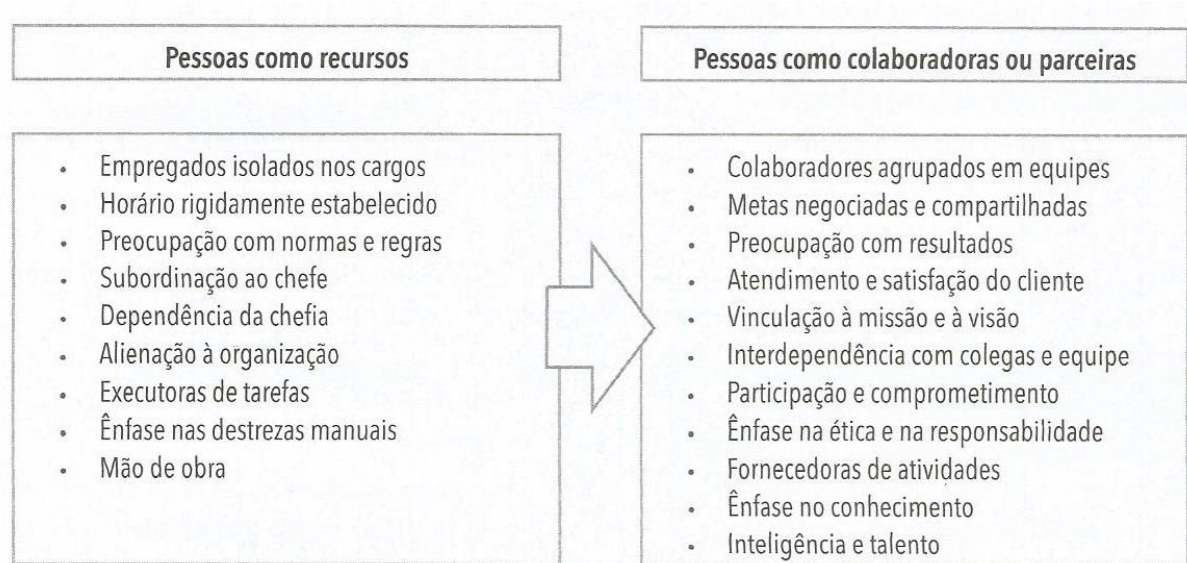 Pessoas como recursos
Empregados isolados nos cargos
Horário rigidamente estabelecido
Preocupação com normas e regras
Subordinação ao chefe
Dependência da chefia
Alienação à organização
Executoras de tarefas
Ênfase nas destrezas manuais
Mão de obra
Pessoas como colaboradoras ou parceiras
Colaboradores agrupados em equipes
Metas negociadas e compartilhadas
Preocupação com resultados
Atendimento e satisfação do cliente
Vinculação à missão e à visão
Interdependência com colegas e equipe
Participação e comprometimento
Ênfase na ética e na responsabilidade
Fornecedoras de atividades
Ênfase no conhecimento
Inteligência e talento